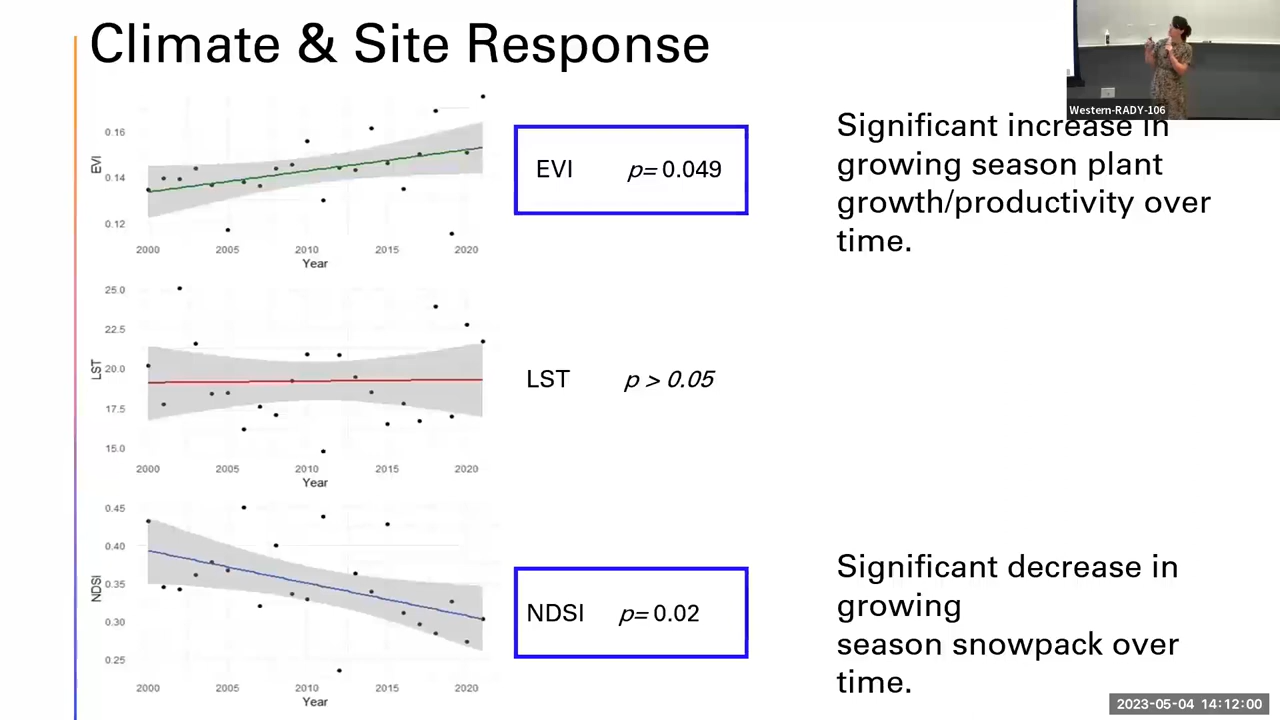 Climate & Site Response
Western-RADY-106
EVI
0.16
0.14
0.12
2000 2005 2010 2015 2020
Year
EVI p= 0.049
Significant increase in
growing season plant
growth/productivity over
time.
LST
25.0
22.5
20.0
17.5
15.0
2000 2005 2010 2015 2020
Year
LST p > 0.05
NDSI
0.45
0.40
0.35
0.30
0.25
2000 2005 2010 2015 2020
Year
NDSI p= 0.02
Significant decrease in
growing
season snowpack over
time.
2023-05-04 14:12:00